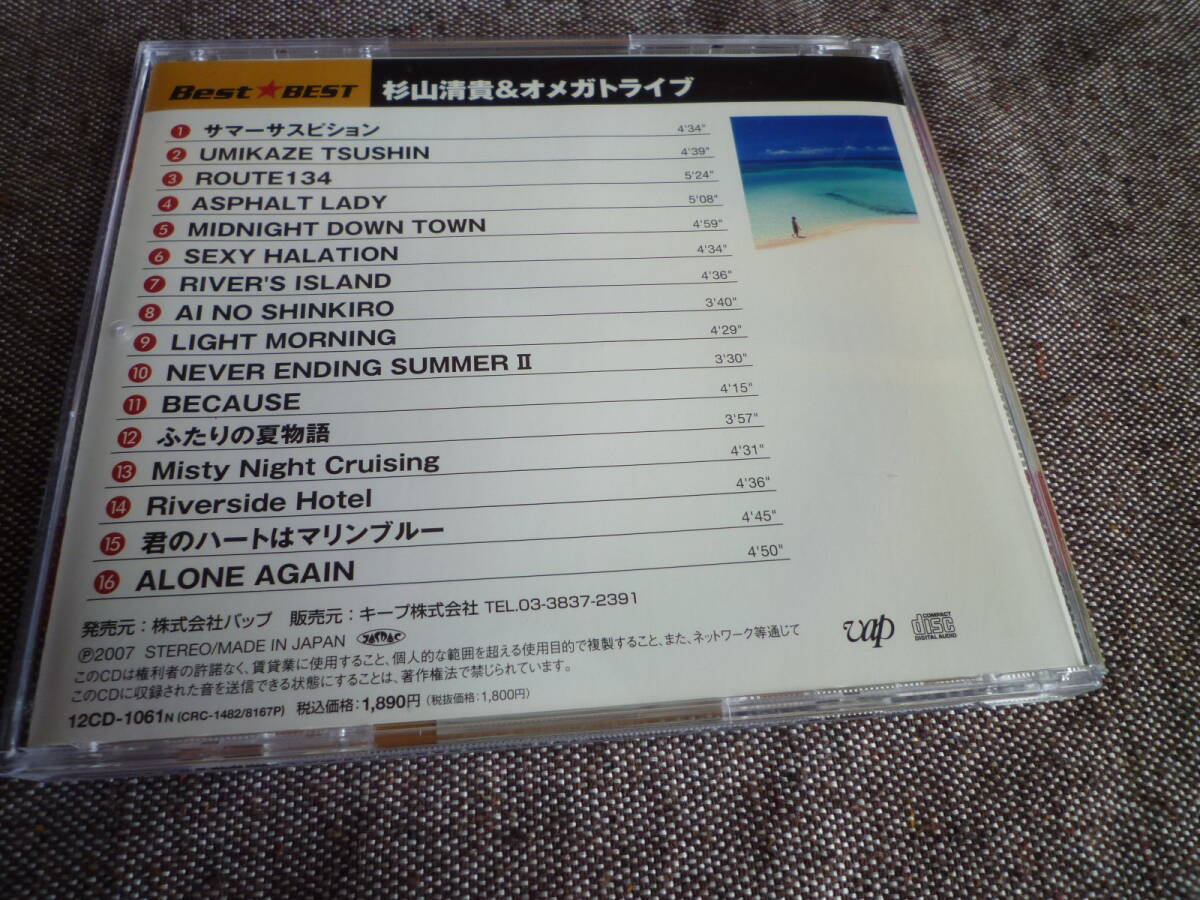 Best★BEST 杉山清貴&オメガトライブ
1 サマーサスピション 4'34"
2 UMIKAZE TSUSHIN 4'39"
3 ROUTE134 5'24"
4 ASPHALT LADY 5'08"
5 MIDNIGHT DOWN TOWN 4'59"
6 SEXY HALATION 4'34"
7 RIVER'S ISLAND 4'36"
8 AI NO SHINKIRO 3'40"
9 LIGHT MORNING 4'29"
10 NEVER ENDING SUMMER Ⅱ 3'30"
11 BECAUSE 4'15"
12 ふたりの夏物語 3'57"
13 Misty Night Cruising 4'31"
14 Riverside Hotel 4'36"
15 君のハートはマリンブルー 4'45"
16 ALONE AGAIN 4'50"
発売元:株式会社バップ 販売元:キープ株式会社 TEL.03-3837-2391
Ⓟ2007 STEREO/MADE IN JAPAN JASRAC
このCDは権利者の許諾なく、賃貸業に使用すること、個人的な範囲を超える使用目的で複製すること、また、ネットワーク等通じて
このCDに収録された音を送信できる状態にすることは、著作権法で禁じられています。
12CD-1061N (CRC-1482/8167P) 税込価格:1,890円 (税抜価格:1,800円)
vap
COMPACT disc DIGITAL AUDIO